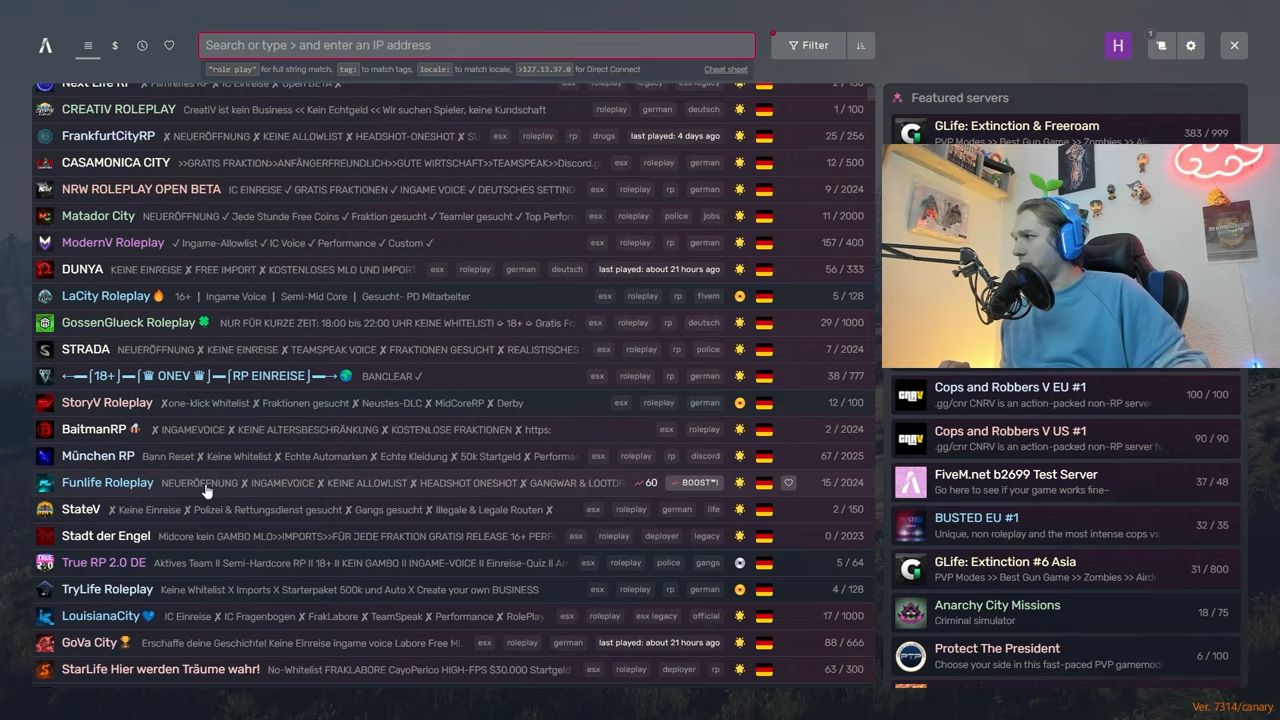 Search or type > and enter an IP address
Filter
H
1
"role play" for full string match, tag: to match tags, locale: to match locale, >127.13.37.0 for Direct Connect
Cheat sheet
Next Life RP
CREATIV ROLEPLAY CreatiV ist kein Business << Kein Echtgeld << Wir suchen Spieler, keine Kundschaft roleplay german deutsch 1 / 100
FrankfurtCityRP ✗ NEUERÖFFNUNG ✗ KEINE ALLOWLIST ✗ HEADSHOT-ONESHOT ✗ SU esx roleplay rp drugs last played: 4 days ago 25 / 256
CASAMONICA CITY >>GRATIS FRAKTION>>ANFÄNGERFREUNDLICH>>GUTE WIRTSCHAFT>>TEAMSPEAK>>Discord.g esx roleplay german 12 / 500
NRW ROLEPLAY OPEN BETA IC EINREISE ✓ GRATIS FRAKTIONEN ✓ INGAME VOICE ✓ DEUTSCHES SETTING esx roleplay rp german 9 / 2024
Matador City NEUERÖFFNUNG ✓ Jede Stunde Free Coins ✓ Fraktion gesucht ✓ Teamler gesucht ✓ Top Perforn esx roleplay police jobs 11 / 2000
ModernV Roleplay ✓ Ingame-Allowlist ✓ IC Voice ✓ Performance ✓ Custom ✓ esx roleplay rp german 157 / 400
DUNYA KEINE EINREISE ✗ FREE IMPORT ✗ KOSTENLOSES MLO UND IMPORT esx roleplay german deutsch last played: about 21 hours ago 56 / 333
LaCity Roleplay🔥 16+ | Ingame Voice | Semi-Mid Core | Gesucht- PD Mitarbeiter esx roleplay rp fivem 5 / 128
GossenGlueck Roleplay 🍀 NUR FÜR KURZE ZEIT: 18:00 bis 22:00 UHR KEINE WHITELIST! ➭ 18+ ➭ Gratis Fr esx roleplay rp deutsch 29 / 1000
STRADA NEUERÖFFNUNG ✗ KEINE EINREISE ✗ TEAMSPEAK VOICE ✗ FRAKTIONEN GESUCHT ✗ REALISTISCHES esx roleplay rp police 7 / 2024
←—⌠18+⌡—⌠♛ ONEV ♛⌡—⌠RP EINREISE⌡—→🌍 BANCLEAR ✓ esx roleplay rp german 38 / 777
StoryV Roleplay ✗one-klick Whitelist ✗ Fraktionen gesucht ✗ Neustes-DLC ✗ MidCoreRP ✗ Derby esx roleplay german 12 / 100
BaitmanRP ✗ INGAMEVOICE ✗ KEINE ALTERSBESCHRÄNKUNG ✗ KOSTENLOSE FRAKTIONEN ✗ https: esx roleplay 2 / 2024
München RP Bann Reset ✗ Keine Whitelist ✗ Echte Automarken ✗ Echte Kleidung ✗ 50k Startgeld ✗ Performa esx roleplay rp discord 67 / 2025
Funlife Roleplay NEUERÖFFNUNG ✗ INGAMEVOICE ✗ KEINE ALLOWLIST ✗ HEADSHOT ONESHOT ✗ GANGWAR & LOOTDR 60 BOOST™! 15 / 2024
StateV ✗ Keine Einreise ✗ Polizei & Rettungsdienst gesucht ✗ Gangs gesucht ✗ Illegale & Legale Routen ✗ esx roleplay german life 2 / 150
Stadt der Engel Midcore kein GAMBO NLO>>IMPORTS>>FÜR JEDE FRAKTION GRATIS! RELEASE 16+ PERF esx roleplay deployer legacy 0 / 2023
True RP 2.0 DE Aktives Team II Semi-Hardcore RP II 18+ II KEIN GAMBO II INGAME-VOICE II Einreise-Quiz II An esx roleplay police gangs 5 / 64
TryLife Roleplay Keine Whitelist ✗ Imports ✗ Starterpaket 500k und Auto ✗ Create your own BUSINESS esx roleplay rp german 4 / 128
LouisianaCity💙 IC Einreise ✗ IC Fragenbogen ✗ FrakLabore ✗ TeamSpeak ✗ Performance ✗ RolePlay esx roleplay esx legacy official 17 / 1000
GoVa City🏆 Erschaffe deine Geschichte! Keine Einreise ingame voice Labore Free ML esx roleplay german last played: about 21 hours ago 88 / 666
StarLife Hier werden Träume wahr! No-Whitelist FRAKLABORE CayoPerico HIGH-FPS $30.000 Startgeld esx roleplay deployer rp 63 / 300
Featured servers
GLife: Extinction & Freeroam 383 / 999
PVP Modes >> Best Gun Game >> Zombies >> Air
Cops and Robbers V EU #1 100 / 100
.gg/cnr CNRV is an action-packed non-RP server
Cops and Robbers V US #1 90 / 90
.gg/cnr CNRV is an action-packed non-RP server fo
FiveM.net b2699 Test Server 37 / 48
Go here to see if your game works fine~
BUSTED EU #1 32 / 35
Unique, non roleplay and the most intense cops vs
GLife: Extinction #6 Asia 31 / 800
PVP Modes >> Best Gun Game >> Zombies >> Aird
Anarchy City Missions 18 / 75
Criminal simulator
Protect The President 6 / 100
Choose your side in this fast-paced PVP gamemod
Ver. 7314/canary